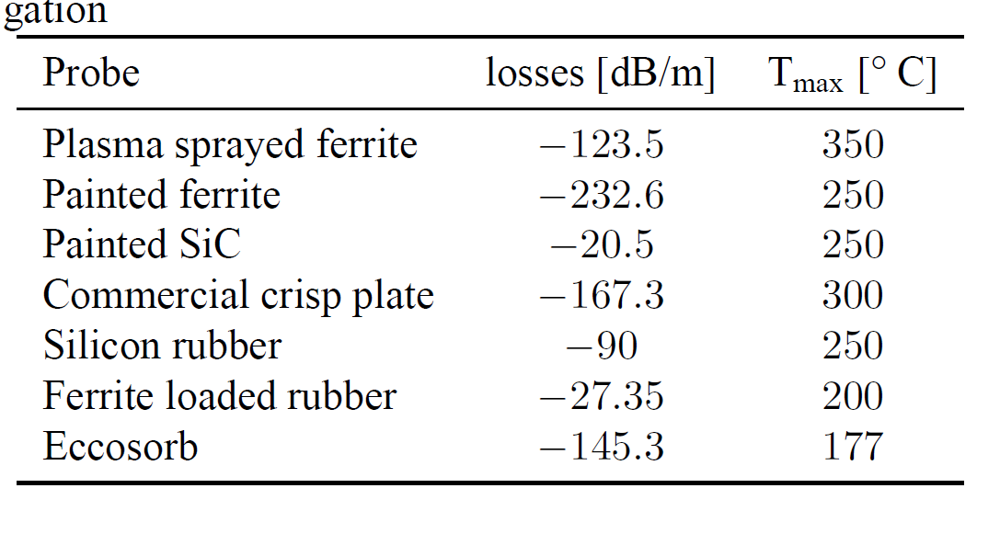 gation
Probe losses [dB/m] Tmax [° C]
Plasma sprayed ferrite −123.5 350
Painted ferrite −232.6 250
Painted SiC −20.5 250
Commercial crisp plate −167.3 300
Silicon rubber −90 250
Ferrite loaded rubber −27.35 200
Eccosorb −145.3 177